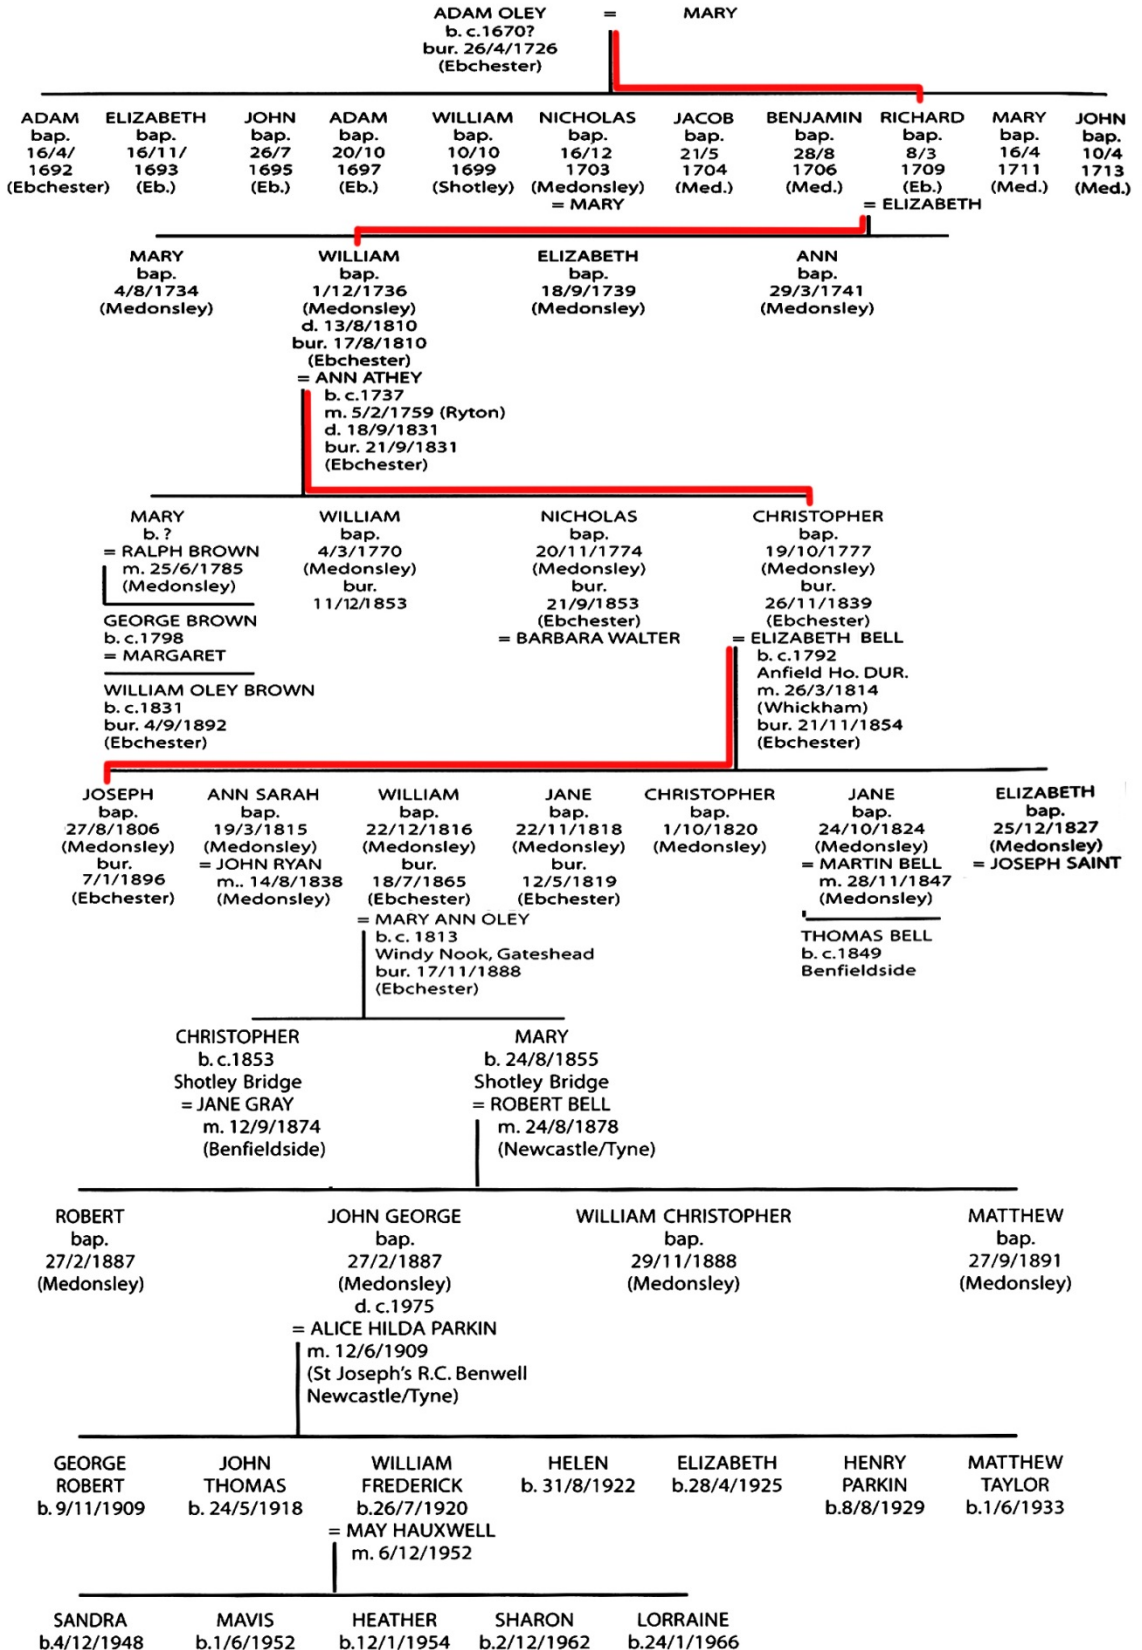 ADAM OLEY = MARY
b. c.1670?
bur. 26/4/1726
(Ebchester)
ADAM
bap.
16/4/
1692
(Ebchester)
ELIZABETH
bap.
16/11/
1693
(Eb.)
JOHN
bap.
26/7
1695
(Eb.)
ADAM
bap.
20/10
1697
(Eb.)
WILLIAM
bap.
10/10
1699
(Shotley)
NICHOLAS
bap.
16/12
1703
(Medonsley)
= MARY
JACOB
bap.
21/5
1704
(Med.)
BENJAMIN
bap.
28/8
1706
(Med.)
RICHARD
bap.
8/3
1709
(Eb.)
= ELIZABETH
MARY
bap.
16/4
1711
(Med.)
JOHN
bap.
10/4
1713
(Med.)
MARY
bap.
4/8/1734
(Medonsley)
WILLIAM
bap.
1/12/1736
(Medonsley)
d. 13/8/1810
bur. 17/8/1810
(Ebchester)
= ANN ATHEY
b. c.1737
m. 5/2/1759 (Ryton)
d. 18/9/1831
bur. 21/9/1831
(Ebchester)
ELIZABETH
bap.
18/9/1739
(Medonsley)
ANN
bap.
29/3/1741
(Medonsley)
MARY
b. ?
= RALPH BROWN
m. 25/6/1785
(Medonsley)
GEORGE BROWN
b. c.1798
= MARGARET
WILLIAM OLEY BROWN
b. c.1831
bur. 4/9/1892
(Ebchester)
WILLIAM
bap.
4/3/1770
(Medonsley)
bur.
11/12/1853
NICHOLAS
bap.
20/11/1774
(Medonsley)
bur.
21/9/1853
(Ebchester)
= BARBARA WALTER
CHRISTOPHER
bap.
19/10/1777
(Medonsley)
bur.
26/11/1839
(Ebchester)
= ELIZABETH BELL
b. c.1792
Anfield Ho. DUR.
m. 26/3/1814
(Whickham)
bur. 21/11/1854
(Ebchester)
JOSEPH
bap.
27/8/1806
(Medonsley)
bur.
7/1/1896
(Ebchester)
ANN SARAH
bap.
19/3/1815
(Medonsley)
= JOHN RYAN
m.. 14/8/1838
(Medonsley)
WILLIAM
bap.
22/12/1816
(Medonsley)
bur.
18/7/1865
(Ebchester)
= MARY ANN OLEY
b. c. 1813
Windy Nook, Gateshead
bur. 17/11/1888
(Ebchester)
JANE
bap.
22/11/1818
(Medonsley)
bur.
12/5/1819
(Ebchester)
CHRISTOPHER
bap.
1/10/1820
(Medonsley)
JANE
bap.
24/10/1824
(Medonsley)
= MARTIN BELL
m. 28/11/1847
(Medonsley)
THOMAS BELL
b. c.1849
Benfieldside
ELIZABETH
bap.
25/12/1827
(Medonsley)
= JOSEPH SAINT
CHRISTOPHER
b. c.1853
Shotley Bridge
= JANE GRAY
m. 12/9/1874
(Benfieldside)
MARY
b. 24/8/1855
Shotley Bridge
= ROBERT BELL
m. 24/8/1878
(Newcastle/Tyne)
ROBERT
bap.
27/2/1887
(Medonsley)
JOHN GEORGE
bap.
27/2/1887
(Medonsley)
d. c.1975
= ALICE HILDA PARKIN
m. 12/6/1909
(St Joseph's R.C. Benwell
Newcastle/Tyne)
WILLIAM CHRISTOPHER
bap.
29/11/1888
(Medonsley)
MATTHEW
bap.
27/9/1891
(Medonsley)
GEORGE
ROBERT
b. 9/11/1909
JOHN
THOMAS
b. 24/5/1918
WILLIAM
FREDERICK
b.26/7/1920
= MAY HAUXWELL
m. 6/12/1952
HELEN
b. 31/8/1922
ELIZABETH
b.28/4/1925
HENRY
PARKIN
b.8/8/1929
MATTHEW
TAYLOR
b.1/6/1933
SANDRA
b.4/12/1948
MAVIS
b.1/6/1952
HEATHER
b.12/1/1954
SHARON
b.2/12/1962
LORRAINE
b.24/1/1966